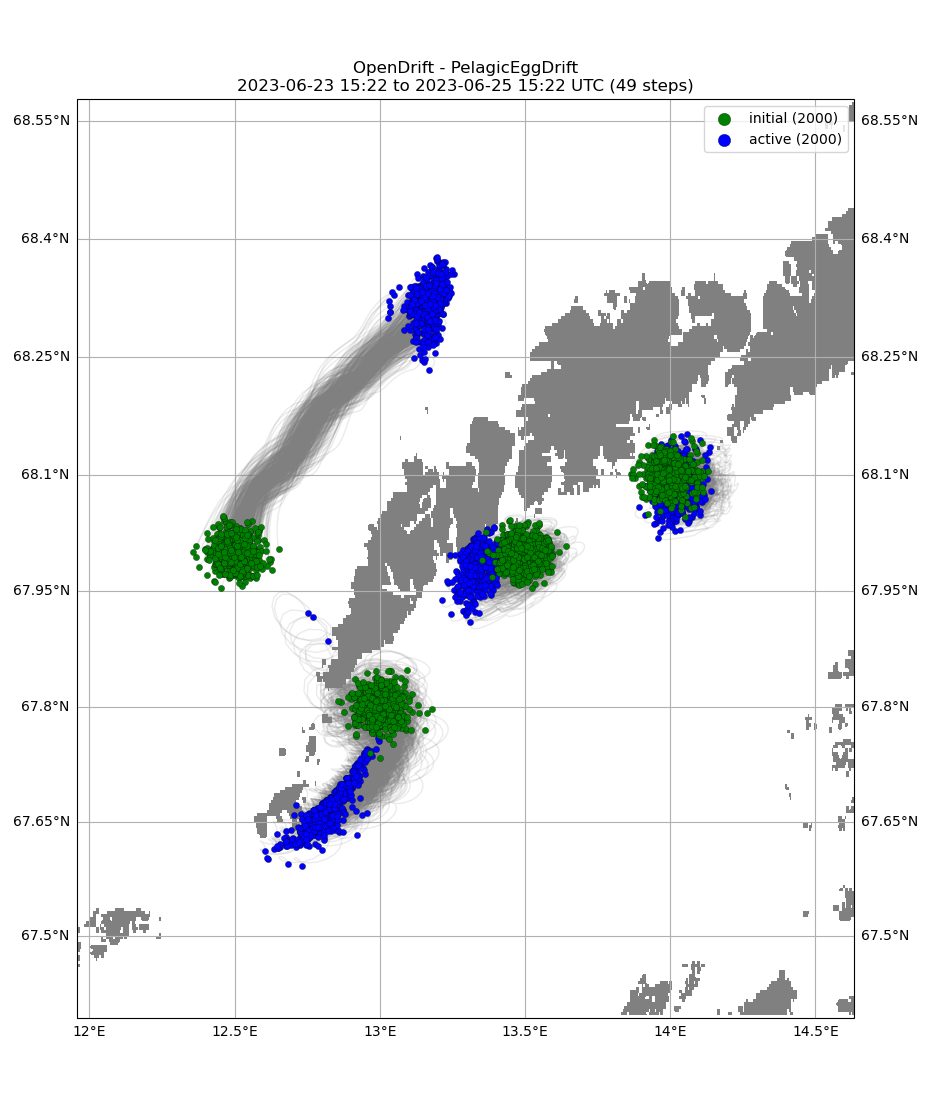 OpenDrift - PelagicEggDrift
2023-06-23 15:22 to 2023-06-25 15:22 UTC (49 steps)
initial (2000)
active (2000)
68.55°N 68.55°N
68.4°N 68.4°N
68.25°N 68.25°N
68.1°N 68.1°N
67.95°N 67.95°N
67.8°N 67.8°N
67.65°N 67.65°N
67.5°N 67.5°N
12°E 12.5°E 13°E 13.5°E 14°E 14.5°E